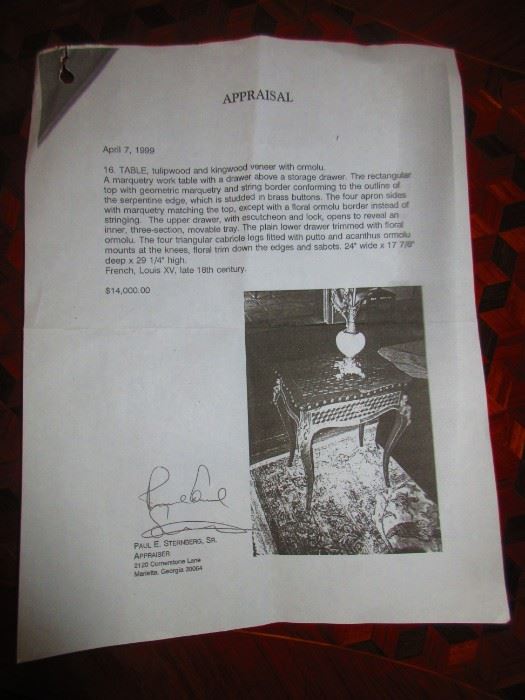 APPRAISAL
April 7, 1999
16. TABLE, tulipwood and kingwood veneer with ormolu.
A marquetry work table with a drawer above a storage drawer. The rectangular
top with geometric marquetry and string border conforming to the outline of
the serpentine edge, which is studded in brass buttons. The four apron sides
with marquetry matching the top, except with a floral ormolu border instead of
stringing. The upper drawer, with escutcheon and lock, opens to reveal an
inner, three-section, movable tray. The plain lower drawer trimmed with floral
ormolu. The four triangular cabriole legs fitted with putto and acanthus ormolu
mounts at the knees, floral trim down the edges and sabots. 24" wide x 17 7/8"
deep x 29 1/4" high.
French, Louis XV, late 18th century.
$14,000.00
PAUL E. STERNBERG, SR.
APPRAISER
2120 Cornerstone Lane
Marietta, Georgia 30064